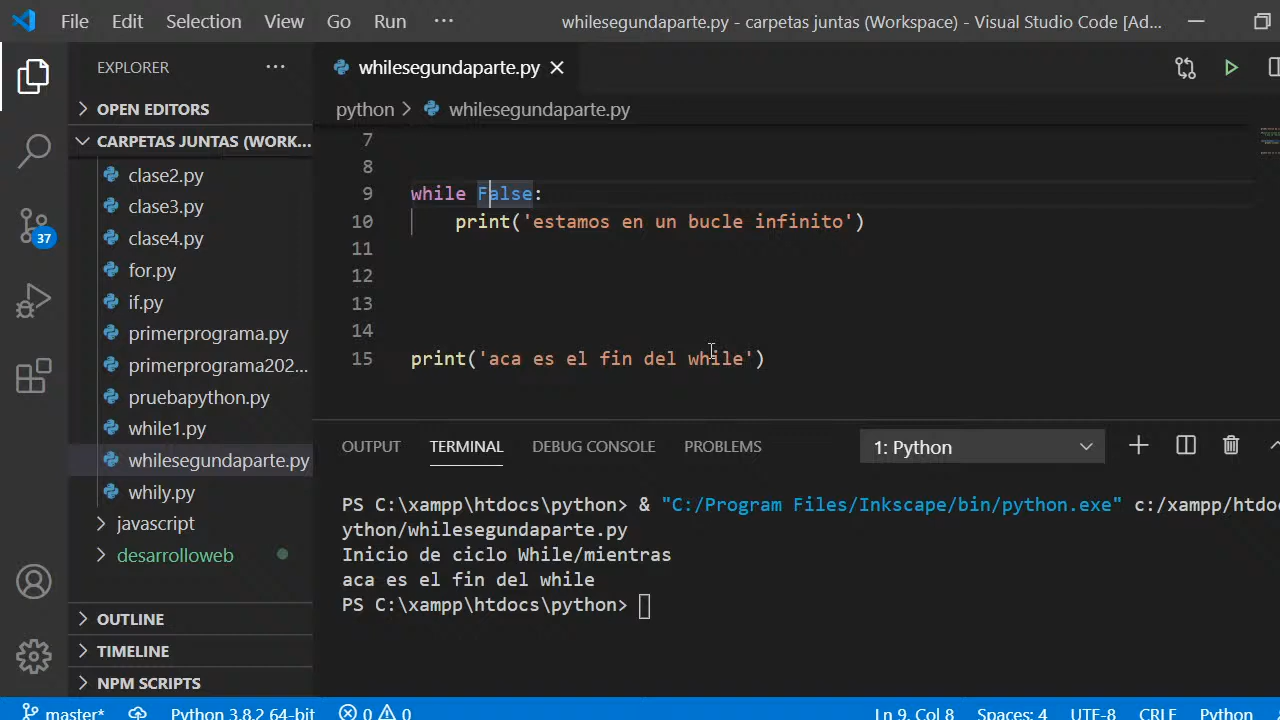 File Edit Selection View Go Run ··· whilesegundaparte.py - carpetas juntas (Workspace) - Visual Studio Code [Ad...
EXPLORER ···
whilesegundaparte.py
OPEN EDITORS
python > whilesegundaparte.py
CARPETAS JUNTAS (WORK...
clase2.py
clase3.py
clase4.py
for.py
if.py
primerprograma.py
primerprograma202...
pruebapython.py
while1.py
whilesegundaparte.py
whily.py
javascript
desarrolloweb
OUTLINE
TIMELINE
NPM SCRIPTS
37
7
8
9 while False:
10 print('estamos en un bucle infinito')
11
12
13
14
15 print('aca es el fin del while')
OUTPUT TERMINAL DEBUG CONSOLE PROBLEMS 1: Python
PS C:\xampp\htdocs\python> & "C:/Program Files/Inkscape/bin/python.exe" c:/xampp/htdo
ython/whilesegundaparte.py
Inicio de ciclo While/mientras
aca es el fin del while
PS C:\xampp\htdocs\python>
master* Python 3.8.2 64-bit 0 0 Ln 9, Col 8 Spaces: 4 UTF-8 CRLF Python